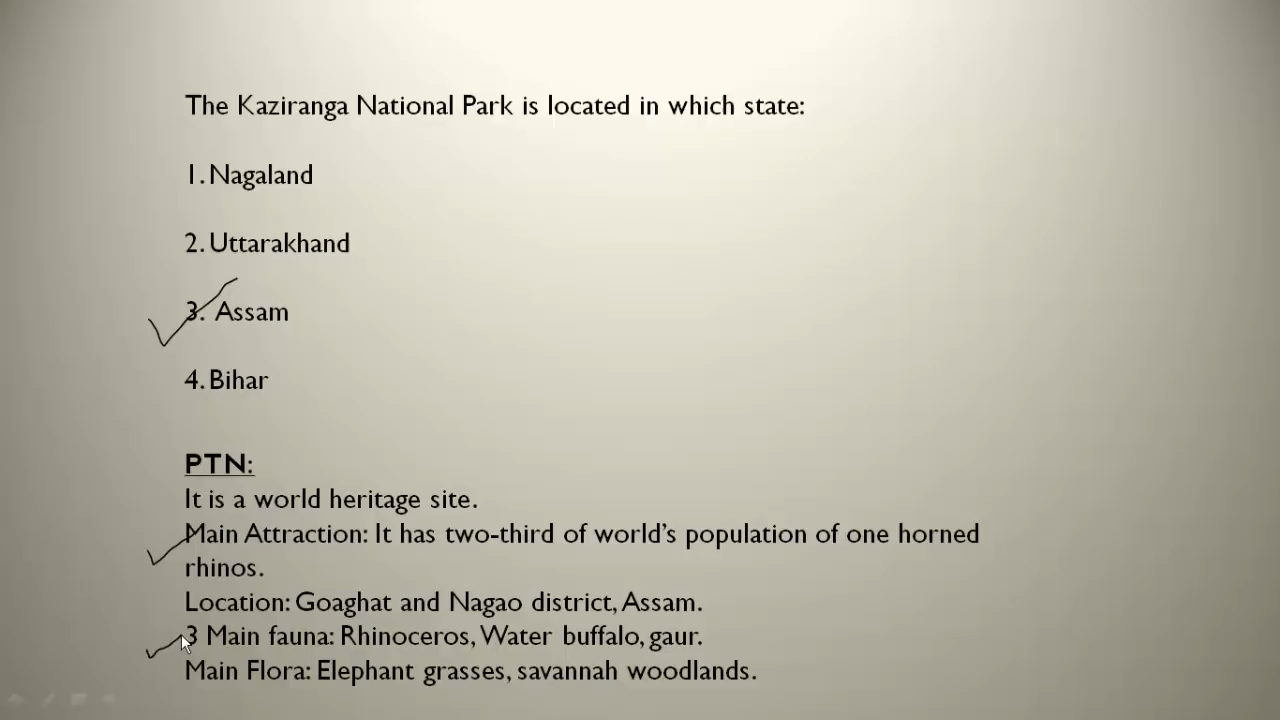 The Kaziranga National Park is located in which state:
1. Nagaland
2. Uttarakhand
3. Assam
4. Bihar
PTN:
It is a world heritage site.
Main Attraction: It has two-third of world's population of one horned
rhinos.
Location: Goaghat and Nagao district, Assam.
3 Main fauna: Rhinoceros, Water buffalo, gaur.
Main Flora: Elephant grasses, savannah woodlands.